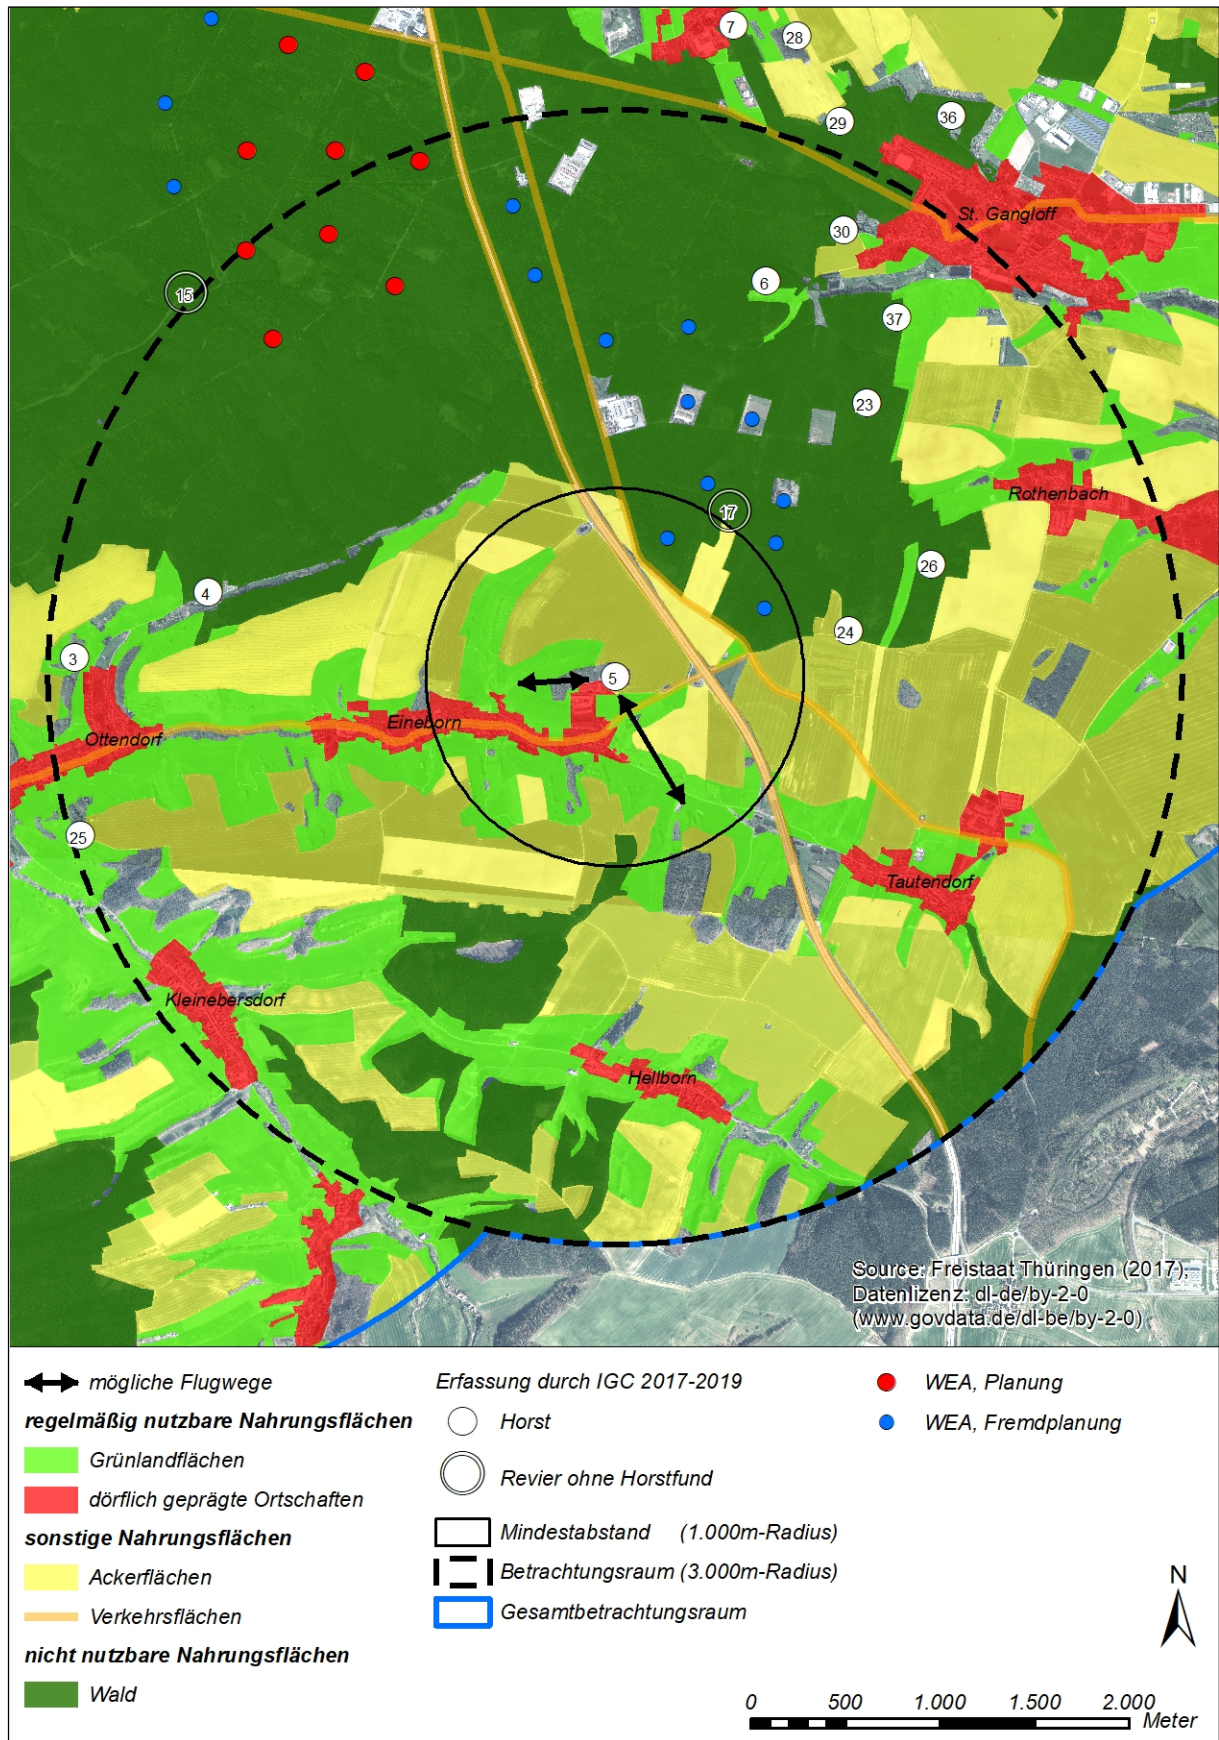 7
28
29
36
St. Gangloff
30
6
15
37
23
Rothenbach
17
26
4
24
3
5
Eineborn
Ottendorf
25
Tautendorf
Kleinebersdorf
Hellborn
Source: Freistaat Thüringen (2017),
Datenlizenz: dl-de/by-2-0
(www.govdata.de/dl-be/by-2-0)
mögliche Flugwege
regelmäßig nutzbare Nahrungsflächen
Grünlandflächen
dörflich geprägte Ortschaften
sonstige Nahrungsflächen
Ackerflächen
Verkehrsflächen
nicht nutzbare Nahrungsflächen
Wald
Erfassung durch IGC 2017-2019
Horst
Revier ohne Horstfund
Mindestabstand (1.000m-Radius)
Betrachtungsraum (3.000m-Radius)
Gesamtbetrachtungsraum
WEA, Planung
WEA, Fremdplanung
N
0 500 1.000 1.500 2.000
Meter